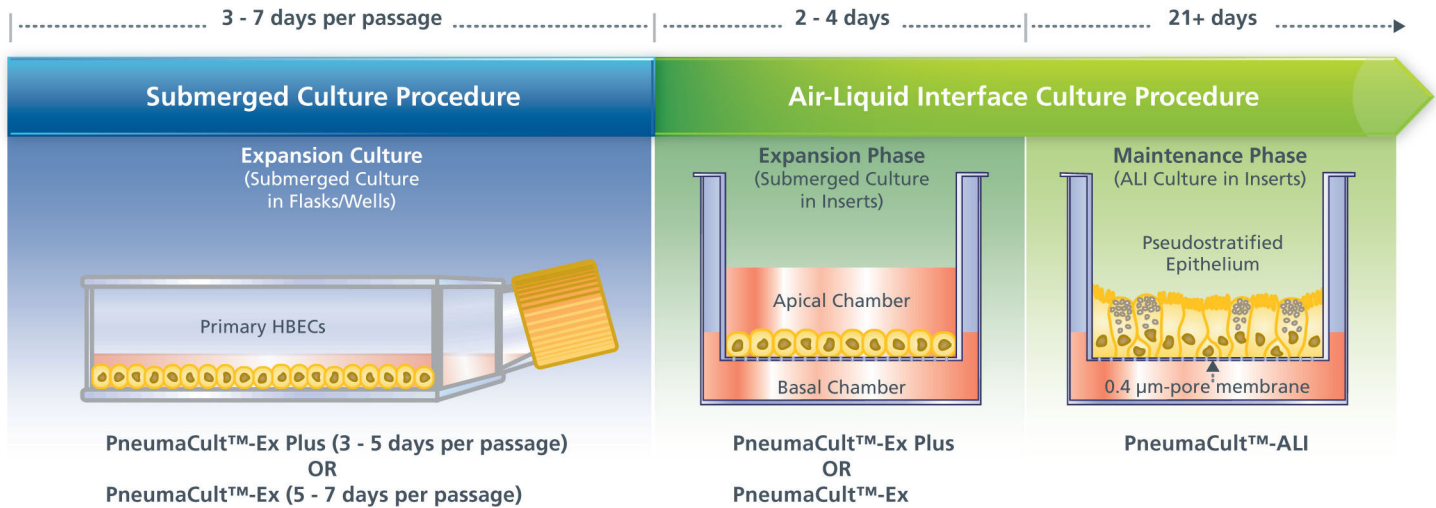 3 - 7 days per passage
2 - 4 days
21+ days
Submerged Culture Procedure
Air-Liquid Interface Culture Procedure
Expansion Culture
(Submerged Culture
in Flasks/Wells)
Primary HBECs
PneumaCult™-Ex Plus (3 - 5 days per passage)
OR
PneumaCult™-Ex (5 - 7 days per passage)
Expansion Phase
(Submerged Culture
in Inserts)
Apical Chamber
Basal Chamber
PneumaCult™-Ex Plus
OR
PneumaCult™-Ex
Maintenance Phase
(ALI Culture in Inserts)
Pseudostratified
Epithelium
0.4 µm-pore membrane
PneumaCult™-ALI